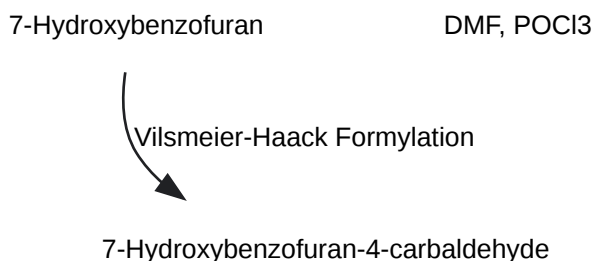 7-Hydroxybenzofuran
DMF, POCl3
Vilsmeier-Haack Formylation
7-Hydroxybenzofuran-4-carbaldehyde